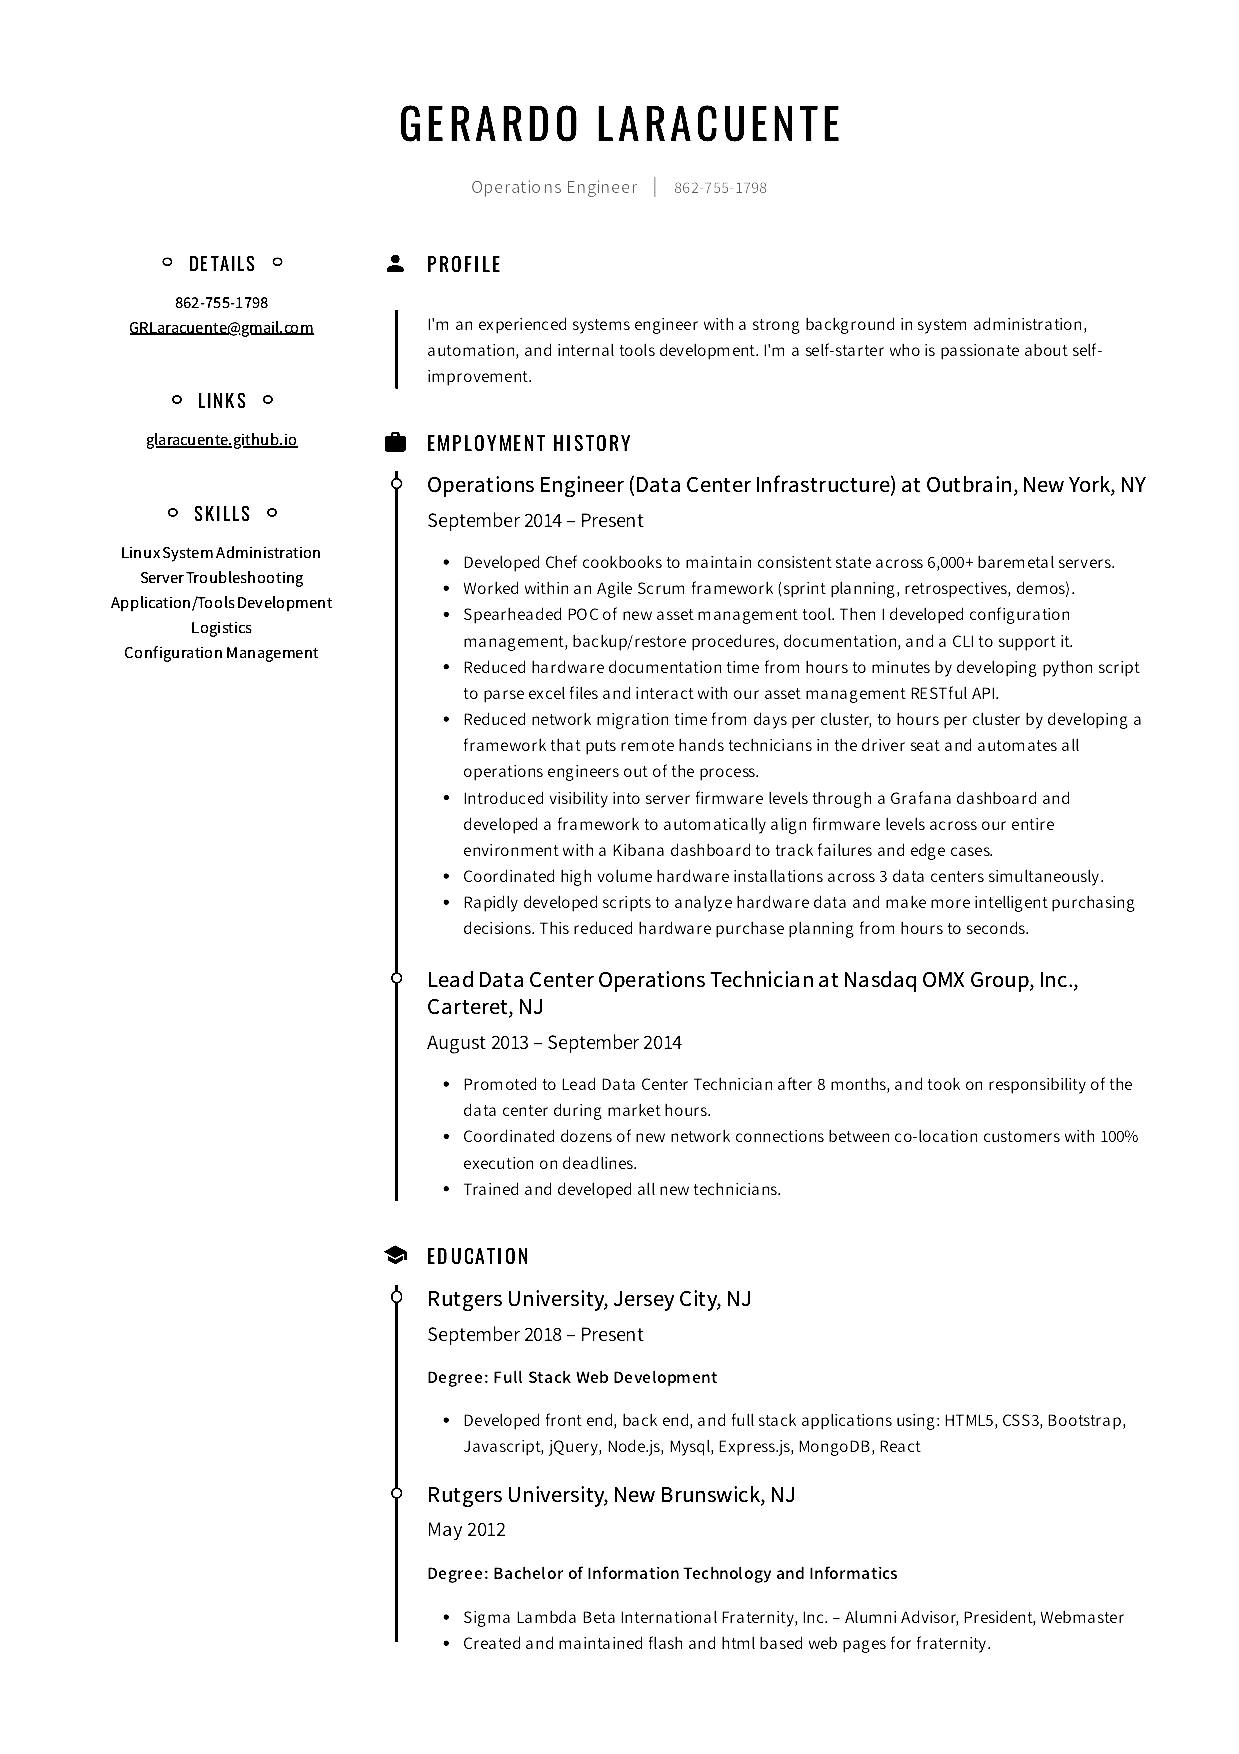 GERARDO LARACUENTE
Operations Engineer | 862-755-1798
DETAILS
862-755-1798
GRLaracuente@gmail.com
LINKS
glaracuente.github.io
SKILLS
Linux System Administration
Server Troubleshooting
Application/Tools Development
Logistics
Configuration Management
PROFILE
I'm an experienced systems engineer with a strong background in system administration,
automation, and internal tools development. I'm a self-starter who is passionate about self-
improvement.
EMPLOYMENT HISTORY
Operations Engineer (Data Center Infrastructure) at Outbrain, New York, NY
September 2014 – Present
• Developed Chef cookbooks to maintain consistent state across 6,000+ baremetal servers.
• Worked within an Agile Scrum framework (sprint planning, retrospectives, demos).
• Spearheaded POC of new asset management tool. Then I developed configuration
management, backup/restore procedures, documentation, and a CLI to support it.
• Reduced hardware documentation time from hours to minutes by developing python script
to parse excel files and interact with our asset management RESTful API.
• Reduced network migration time from days per cluster, to hours per cluster by developing a
framework that puts remote hands technicians in the driver seat and automates all
operations engineers out of the process.
• Introduced visibility into server firmware levels through a Grafana dashboard and
developed a framework to automatically align firmware levels across our entire
environment with a Kibana dashboard to track failures and edge cases.
• Coordinated high volume hardware installations across 3 data centers simultaneously.
• Rapidly developed scripts to analyze hardware data and make more intelligent purchasing
decisions. This reduced hardware purchase planning from hours to seconds.
Lead Data Center Operations Technician at Nasdaq OMX Group, Inc.,
Carteret, NJ
August 2013 – September 2014
• Promoted to Lead Data Center Technician after 8 months, and took on responsibility of the
data center during market hours.
• Coordinated dozens of new network connections between co-location customers with 100%
execution on deadlines.
• Trained and developed all new technicians.
EDUCATION
Rutgers University, Jersey City, NJ
September 2018 – Present
Degree: Full Stack Web Development
• Developed front end, back end, and full stack applications using: HTML5, CSS3, Bootstrap,
Javascript, jQuery, Node.js, Mysql, Express.js, MongoDB, React
Rutgers University, New Brunswick, NJ
May 2012
Degree: Bachelor of Information Technology and Informatics
• Sigma Lambda Beta International Fraternity, Inc. – Alumni Advisor, President, Webmaster
• Created and maintained flash and html based web pages for fraternity.